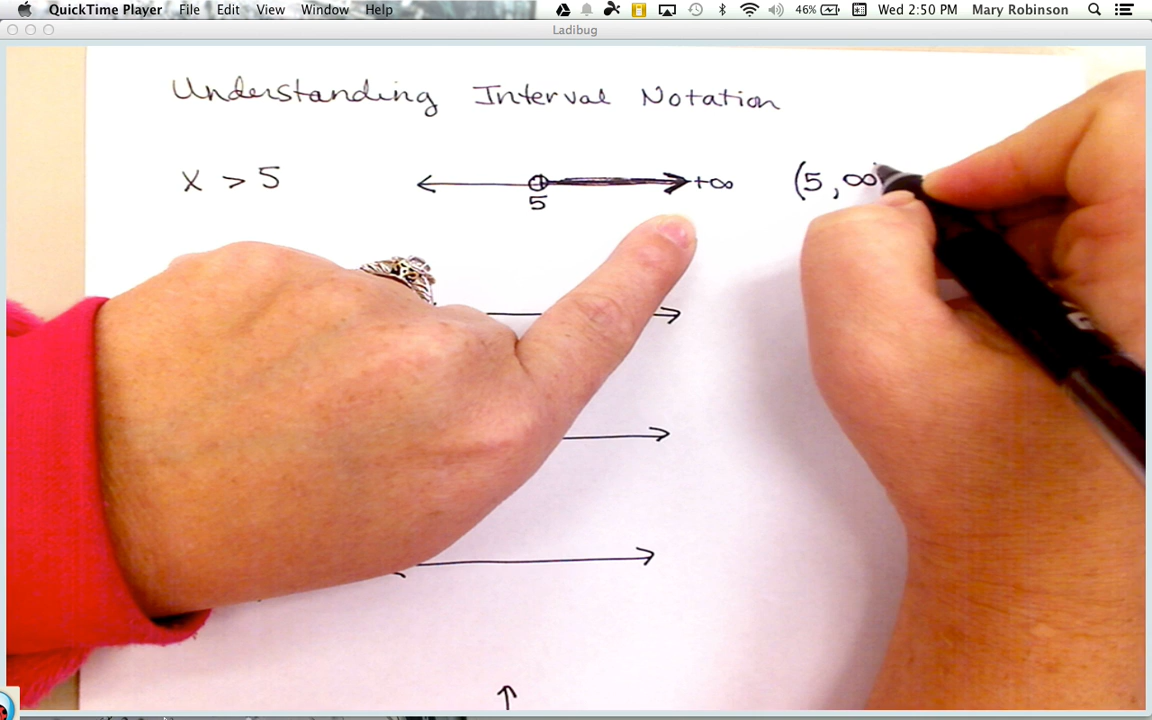 QuickTime Player File Edit View Window Help 46% Wed 2:50 PM Mary Robinson
Ladibug
Understanding Interval Notation
x > 5 +∞ (5, ∞
5